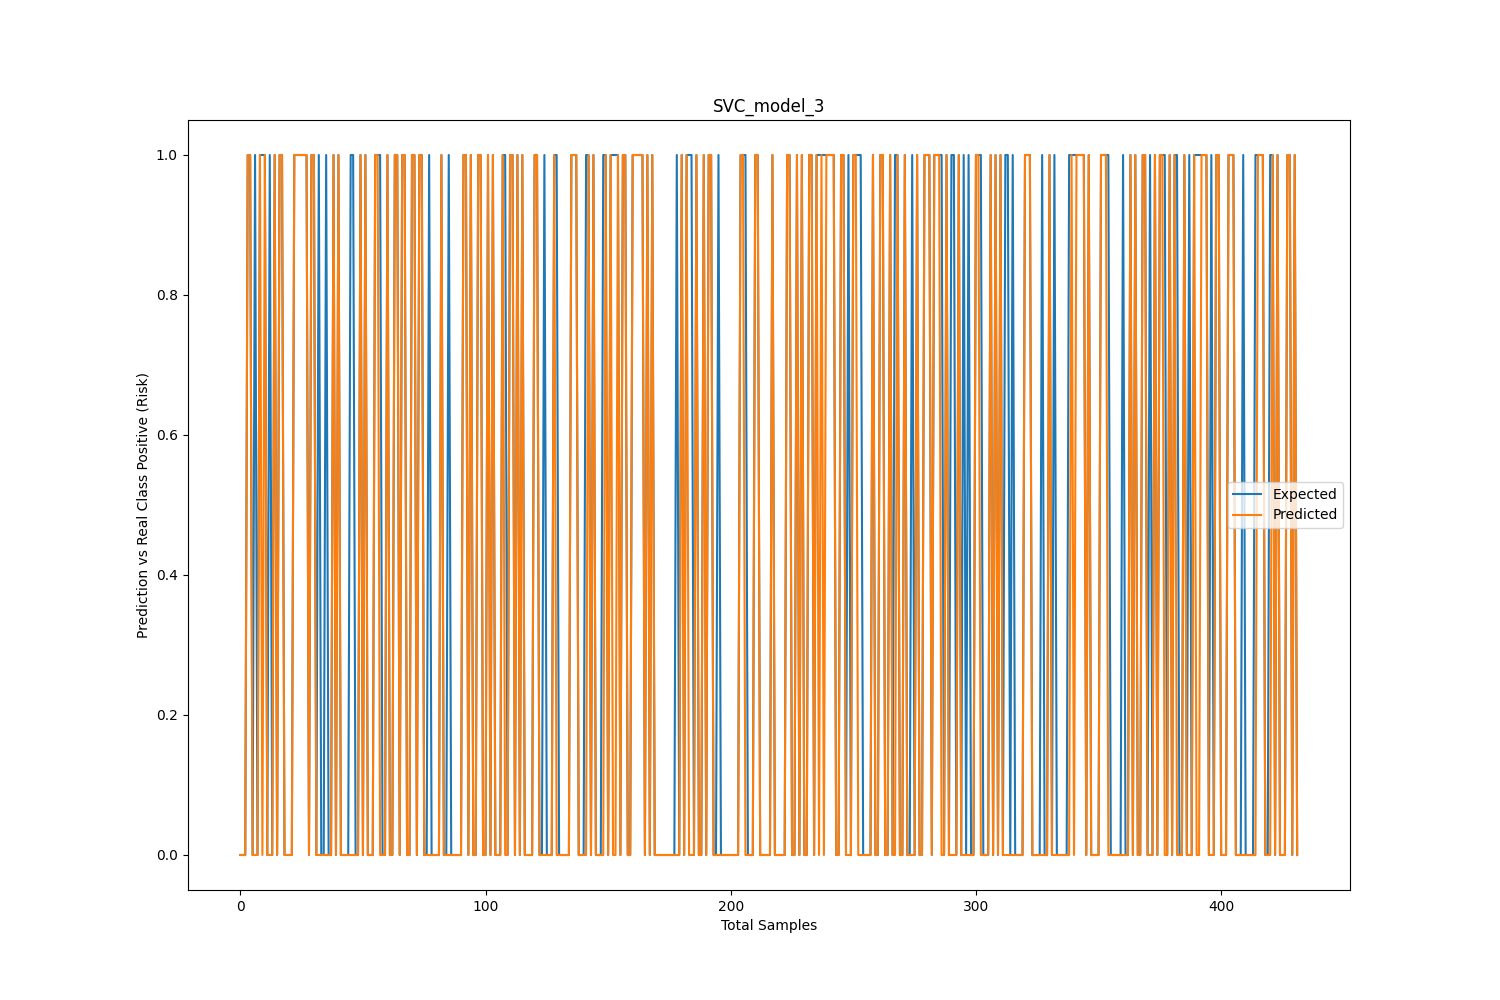 SVC_model_3
Prediction vs Real Class Positive (Risk)
1.0
0.8
0.6
0.4
0.2
0.0
Expected
Predicted
0
100
200
300
400
Total Samples